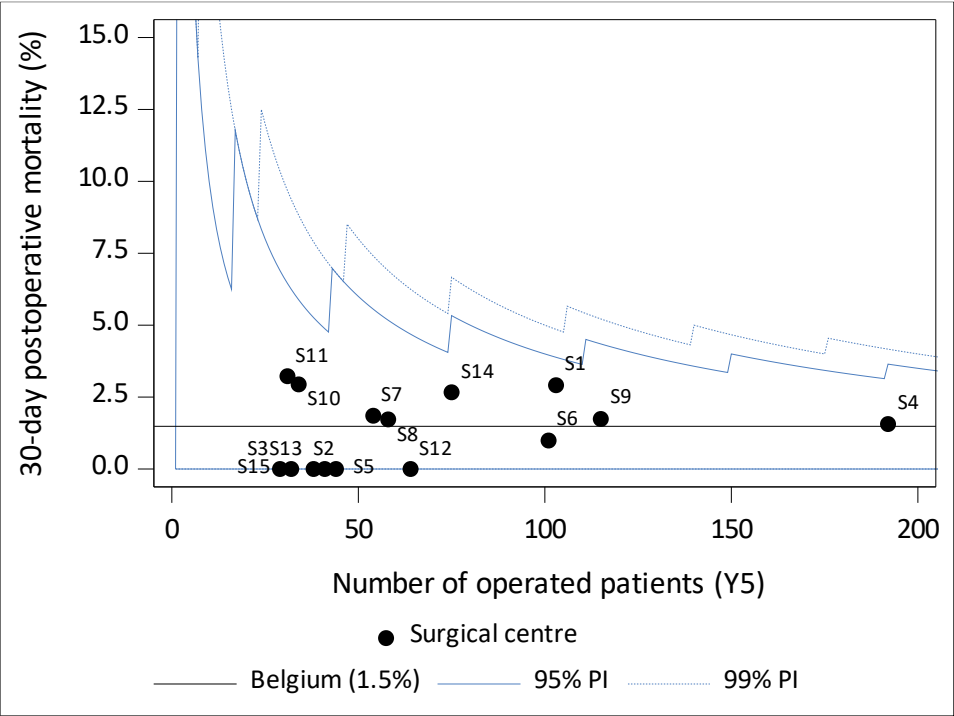 30-day postoperative mortality (%)
15.0
12.5
10.0
7.5
5.0
2.5
0.0
S11
S10
S7
S8
S14
S1
S6
S9
S4
S3S13
S2
S12
S15
S5
0
50
100
150
200
Number of operated patients (Y5)
Surgical centre
Belgium (1.5%)
95% PI
99% PI